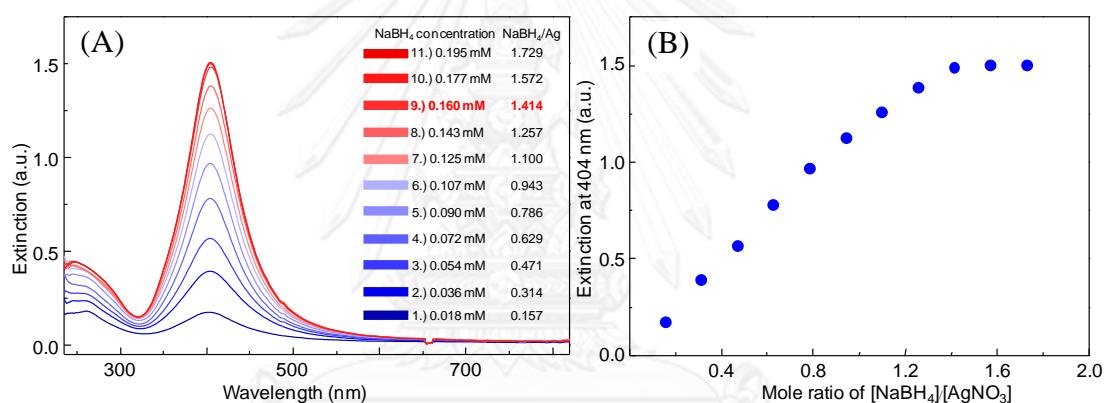 (A)
NaBH4 concentration NaBH4/Ag
11.) 0.195 mM 1.729
10.) 0.177 mM 1.572
9.) 0.160 mM 1.414
8.) 0.143 mM 1.257
7.) 0.125 mM 1.100
6.) 0.107 mM 0.943
5.) 0.090 mM 0.786
4.) 0.072 mM 0.629
3.) 0.054 mM 0.471
2.) 0.036 mM 0.314
1.) 0.018 mM 0.157
Extinction (a.u.)
1.5
1.0
0.5
0.0
300 500 700
Wavelength (nm)
(B)
Extinction at 404 nm (a.u.)
1.5
1.0
0.5
0.00
0.4 0.8 1.2 1.6 2.0
Mole ratio of [NaBH4]/[AgNO3]